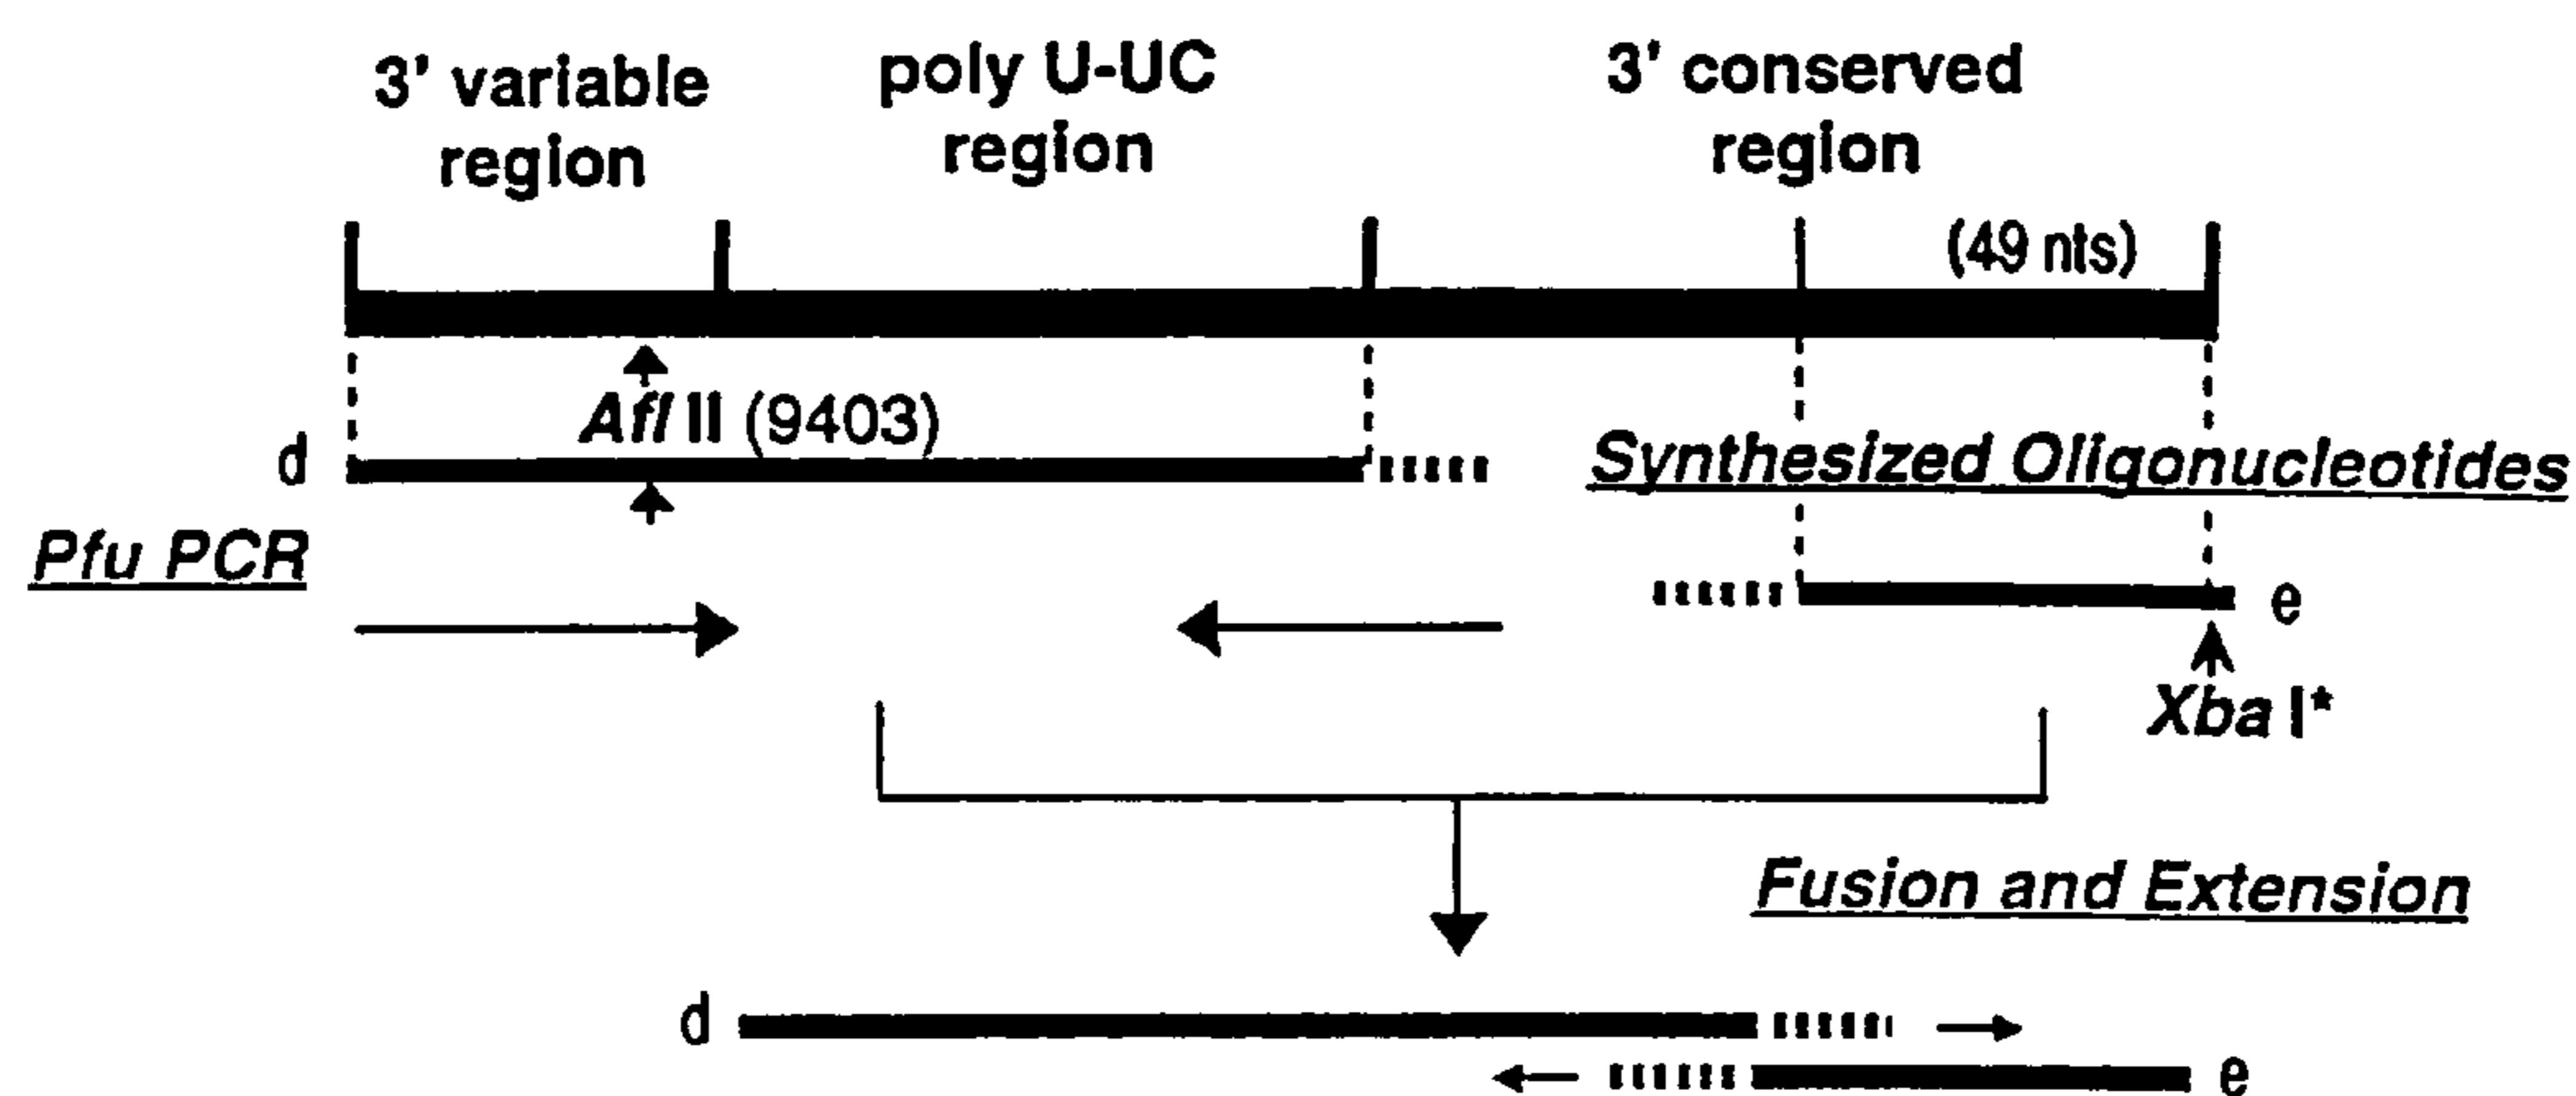 3' variable
region
poly U-UC
region
3' conserved
region
(49 nts)
Afl II (9403)
d
Synthesized Oligonucleotides
Pfu PCR
e
Xba I*
Fusion and Extension
d
e